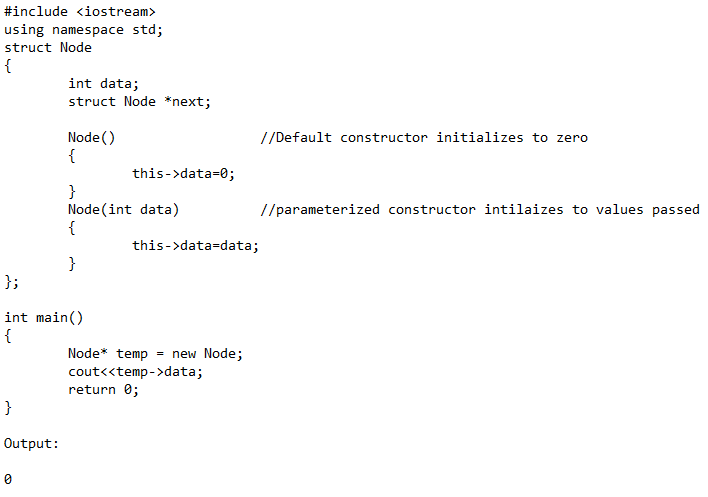 #include <iostream>
using namespace std;
struct Node
{
        int data;
        struct Node *next;

        Node()                  //Default constructor initializes to zero
        {
                this->data=0;
        }
        Node(int data)          //parameterized constructor intilaizes to values passed
        {
                this->data=data;
        }
};

int main()
{
        Node* temp = new Node;
        cout<<temp->data;
        return 0;
}

Output:

0